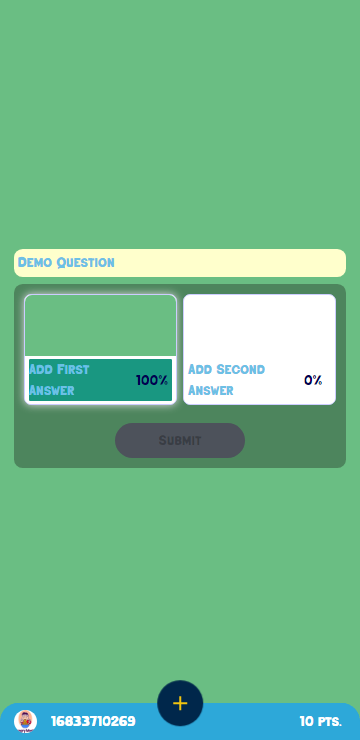 Demo Question
Add First
Answer
100%
Add Second
Answer
0%
Submit
+
16833710269
10 pts.